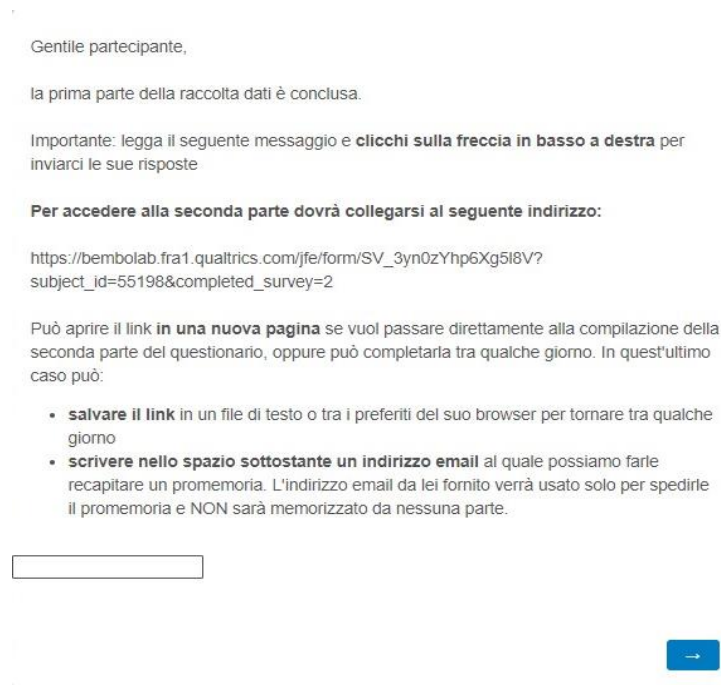 Gentile partecipante,
la prima parte della raccolta dati è conclusa.
Importante: legga il seguente messaggio e clicchi sulla freccia in basso a destra per
inviarci le sue risposte
Per accedere alla seconda parte dovrà collegarsi al seguente indirizzo:
https://bembolab.fra1.qualtrics.com/jfe/form/SV_3yn0zYhp6Xg5l8V?
subject_id=55198&completed_survey=2
Può aprire il link in una nuova pagina se vuol passare direttamente alla compilazione della
seconda parte del questionario, oppure può completarla tra qualche giorno. In quest'ultimo
caso può:
• salvare il link in un file di testo o tra i preferiti del suo browser per tornare tra qualche
giorno
• scrivere nello spazio sottostante un indirizzo email al quale possiamo farle
recapitare un promemoria. L'indirizzo email da lei fornito verrà usato solo per spedirle
il promemoria e NON sarà memorizzato da nessuna parte.
→